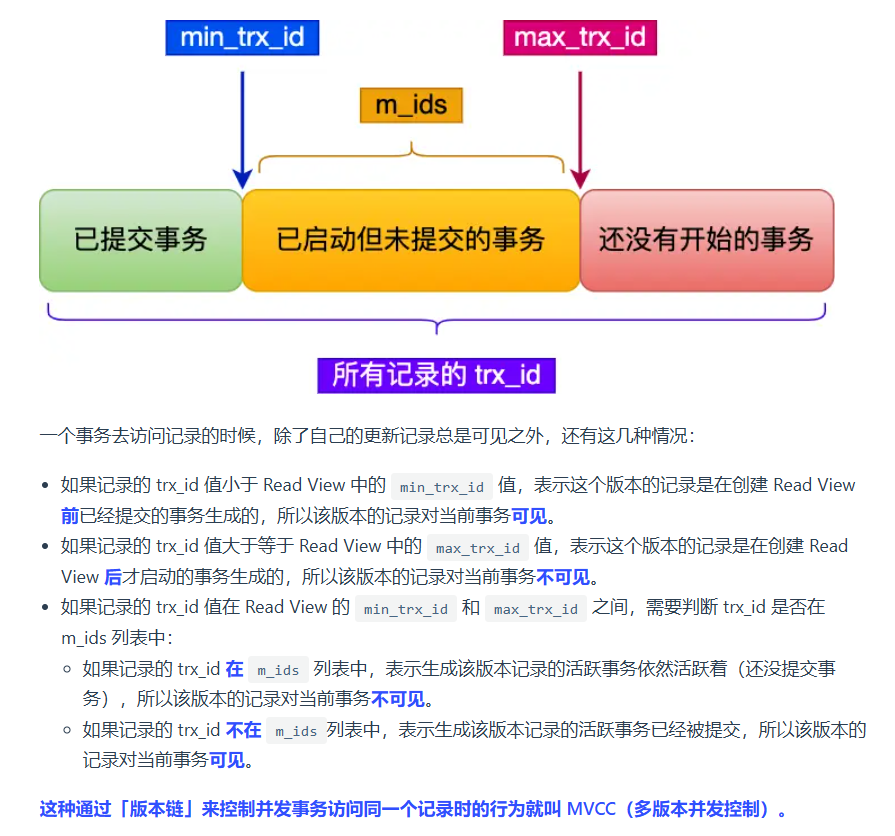 min_trx_id
max_trx_id
m_ids
已提交事务
已启动但未提交的事务
还没有开始的事务
所有记录的 trx_id
一个事务去访问记录的时候，除了自己的更新记录总是可见之外，还有这几种情况：
如果记录的 trx_id 值小于 Read View 中的 min_trx_id 值，表示这个版本的记录是在创建 Read View
前已经提交的事务生成的，所以该版本的记录对当前事务可见。
如果记录的 trx_id 值大于等于 Read View 中的 max_trx_id 值，表示这个版本的记录是在创建 Read
View 后才启动的事务生成的，所以该版本的记录对当前事务不可见。
如果记录的 trx_id 值在 Read View 的 min_trx_id 和 max_trx_id 之间，需要判断 trx_id 是否在
m_ids 列表中：
如果记录的 trx_id 在 m_ids 列表中，表示生成该版本记录的活跃事务依然活跃着（还没提交事
务），所以该版本的记录对当前事务不可见。
如果记录的 trx_id 不在 m_ids 列表中，表示生成该版本记录的活跃事务已经被提交，所以该版本的
记录对当前事务可见。
这种通过「版本链」来控制并发事务访问同一个记录时的行为就叫 MVCC（多版本并发控制）。